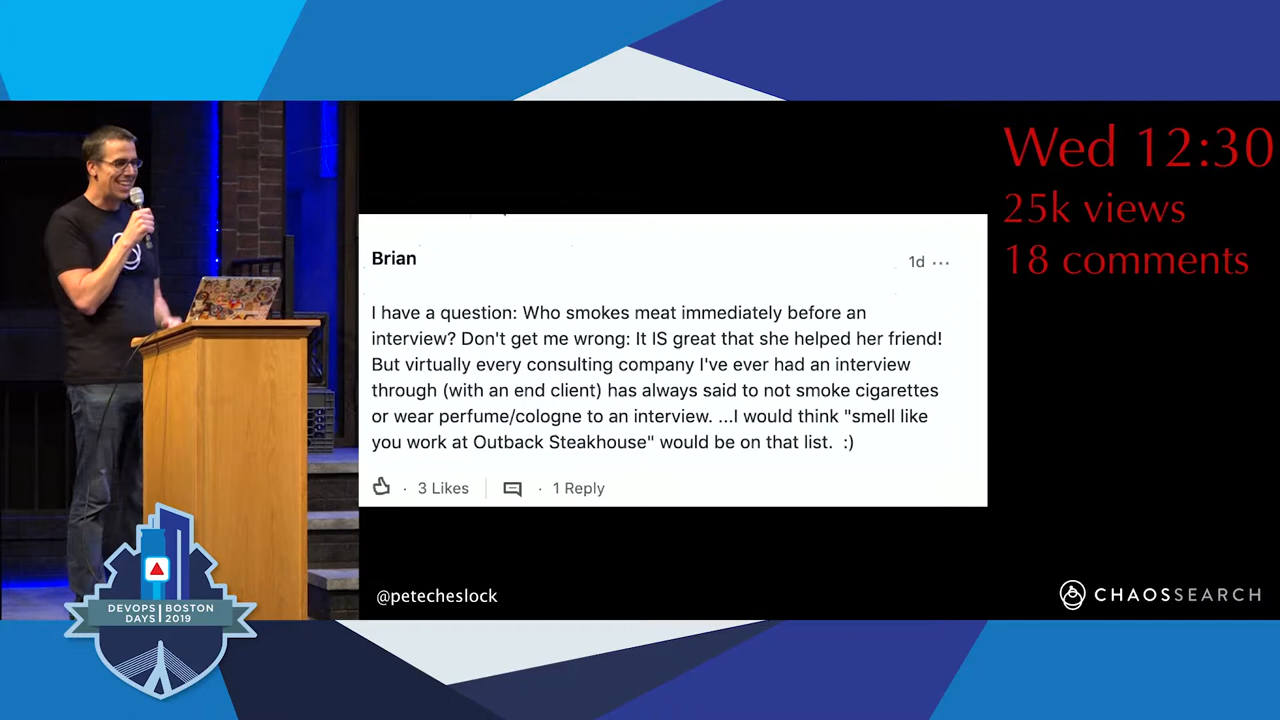 Wed 12:30
25k views
18 comments
Brian
1d ...
I have a question: Who smokes meat immediately before an
interview? Don't get me wrong: It IS great that she helped her friend!
But virtually every consulting company I've ever had an interview
through (with an end client) has always said to not smoke cigarettes
or wear perfume/cologne to an interview. ...I would think "smell like
you work at Outback Steakhouse" would be on that list. :)
· 3 Likes · 1 Reply
@petecheslock
CHAOSSEARCH
DEVOPS BOSTON
DAYS 2019